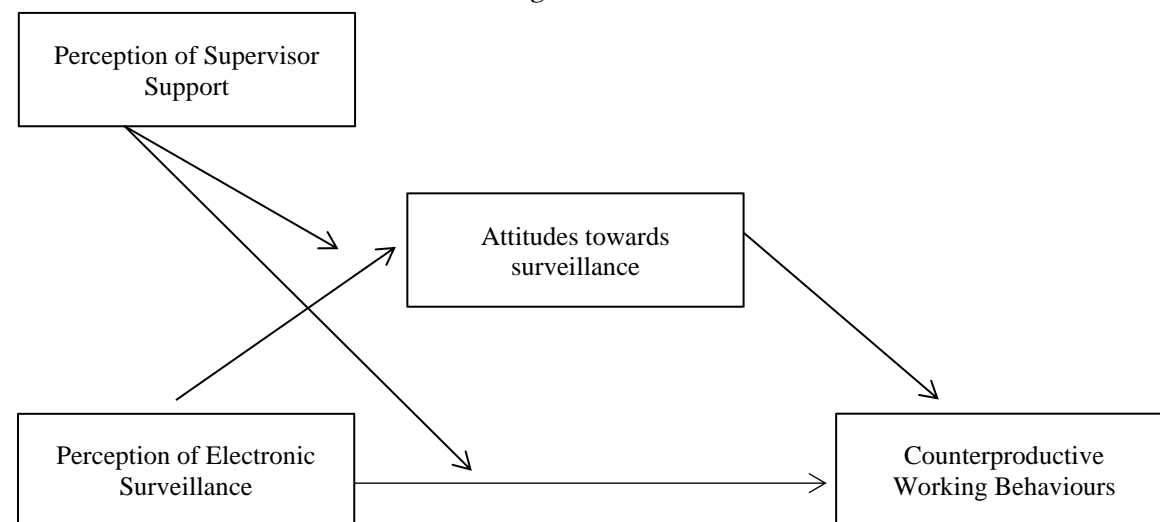 Perception of Supervisor
Support
Attitudes towards
surveillance
Perception of Electronic
Surveillance
Counterproductive
Working Behaviours